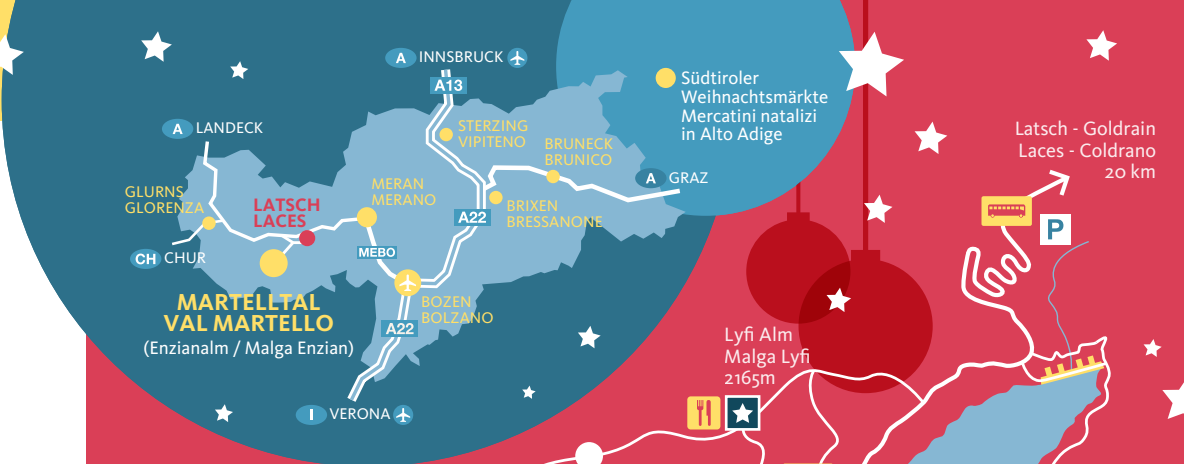 A INNSBRUCK
A13
Südtiroler
Weihnachtsmärkte
Mercatini natalizi
in Alto Adige
A LANDECK
STERZING
VIPITENO
BRUNECK
BRUNICO
A GRAZ
GLURNS
GLORENZA
LATSCH
LACES
MERAN
MERANO
BRIXEN
BRESSANONE
A22
MEBO
CH CHUR
MARTELLTAL
VAL MARTELLO
(Enzianalm / Malga Enzian)
BOZEN
BOLZANO
A22
I VERONA
Latsch - Goldrain
Laces - Coldrano
20 km
P
Lyfi Alm
Malga Lyfi
2165m